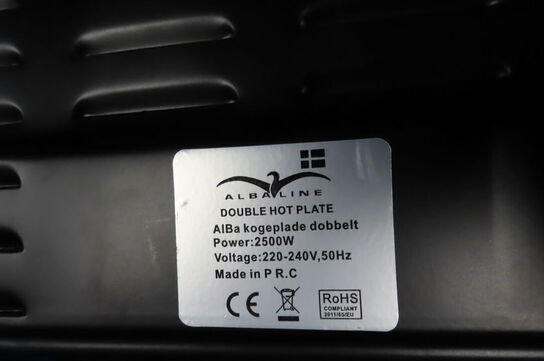 ALBALINE
DOUBLE HOT PLATE
AlBa kogeplade dobbelt
Power:2500W
Voltage:220-240V,50Hz
Made in P R.C
CE
RoHS
COMPLIANT
2011/65/EU